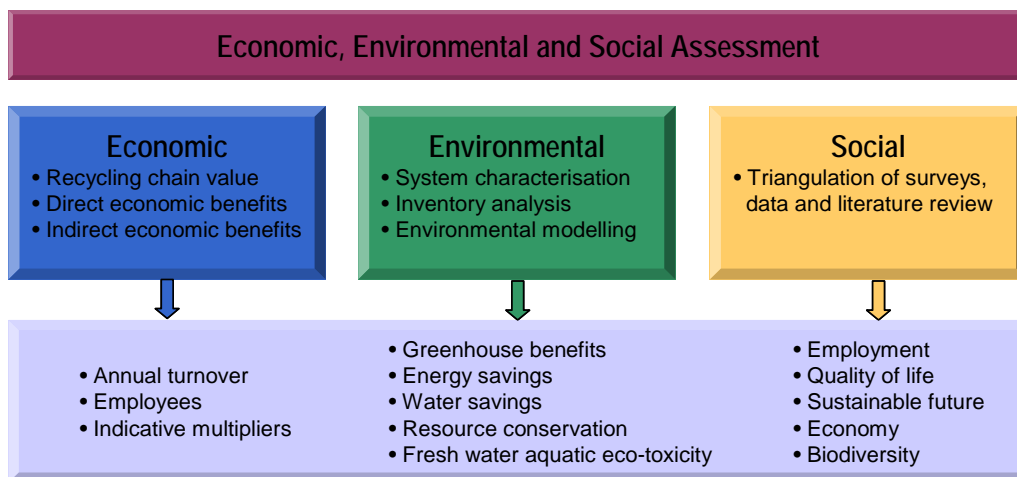 Economic, Environmental and Social Assessment
Economic
• Recycling chain value
• Direct economic benefits
• Indirect economic benefits
Environmental
• System characterisation
• Inventory analysis
• Environmental modelling
Social
• Triangulation of surveys,
data and literature review
• Annual turnover
• Employees
• Indicative multipliers
• Greenhouse benefits
• Energy savings
• Water savings
• Resource conservation
• Fresh water aquatic eco-toxicity
• Employment
• Quality of life
• Sustainable future
• Economy
• Biodiversity